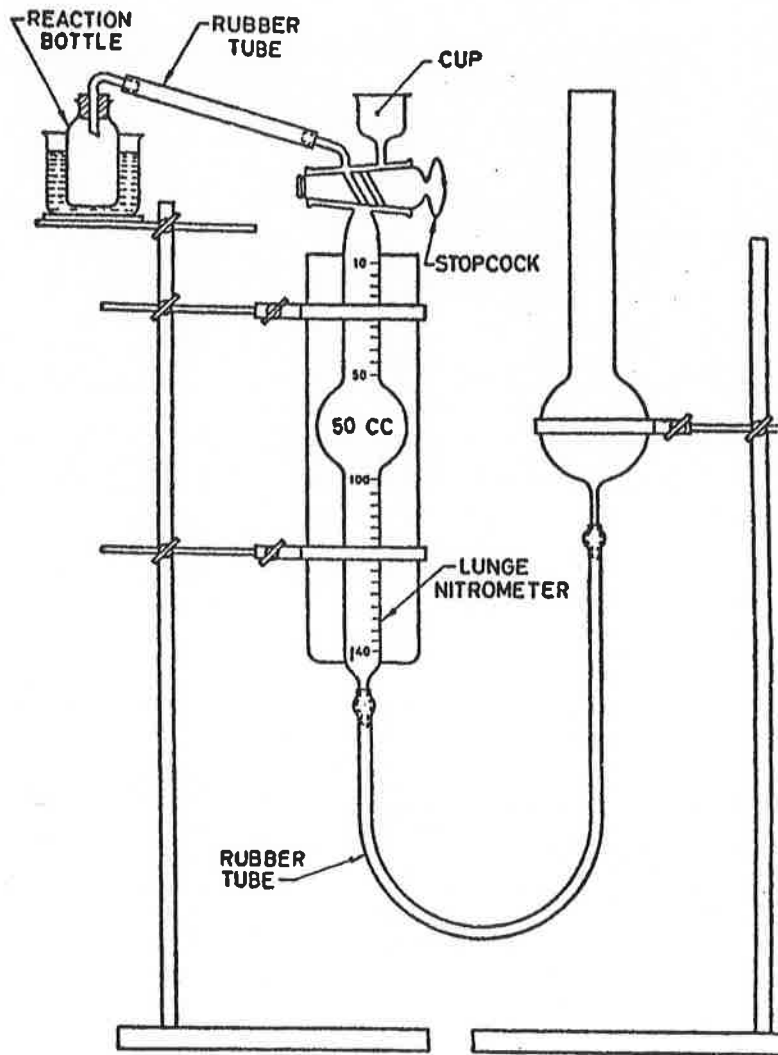 REACTION
BOTTLE
RUBBER
TUBE
CUP
STOPCOCK
10
50
50 CC
100
LUNGE
NITROMETER
140
RUBBER
TUBE